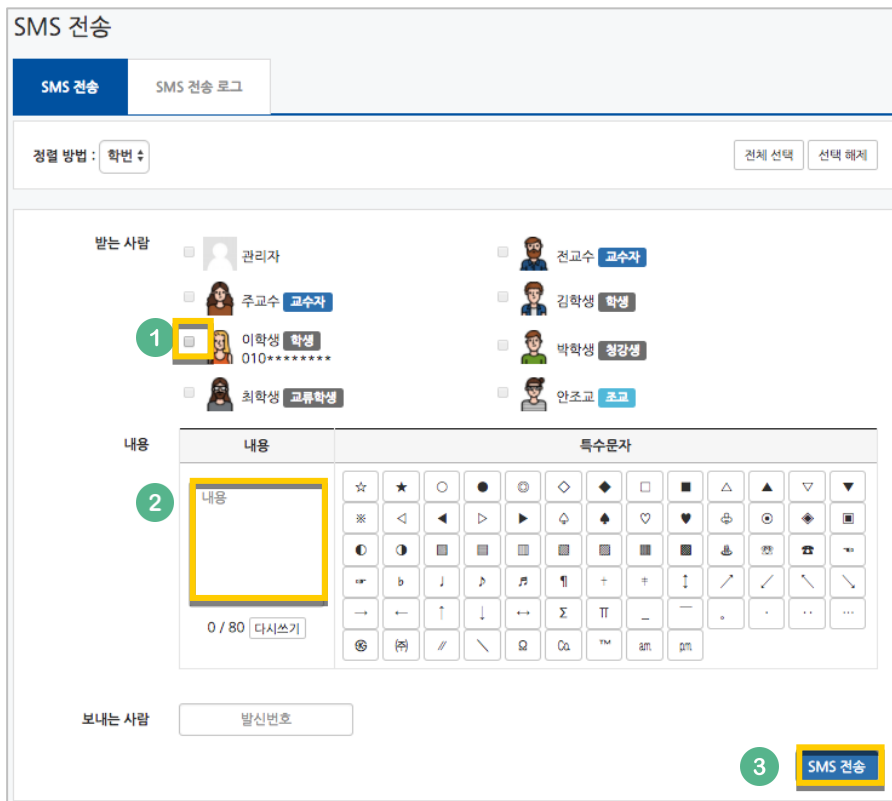 SMS 전송
SMS 전송 SMS 전송 로그
정렬 방법 : 학번 전체 선택 선택 해제
받는 사람
관리자 전교수 교수자
주교수 교수자 김학생 학생
1 이학생 학생 박학생 청강생
010********
최학생 교류학생 안조교 조교
내용 내용 특수문자
2 내용
☆ ★ ○ ● ◎ ◇ ◆ □ ■ △ ▲ ▽ ▼
※ ◁ ◀ ▷ ▶ ♤ ♠ ♡ ♥ ♧ ⊙ ◈ ▣
◐ ◑ ▒ ▤ ▥ ▨ ▧ ▦ ▩ ♨ ☏ ☎ ☜
☞ ♭ ♩ ♪ ♬ ¶ † ‡ ↕ ↗ ↙ ↖ ↘
→ ← ↑ ↓ ↔ Σ Π _ ― 。 · ‥ …
㉿ ㈜ ∥ ＼ Ω ㏇ ™ ㏂ ㏘
0 / 80 다시쓰기
보내는 사람 발신번호
3 SMS 전송